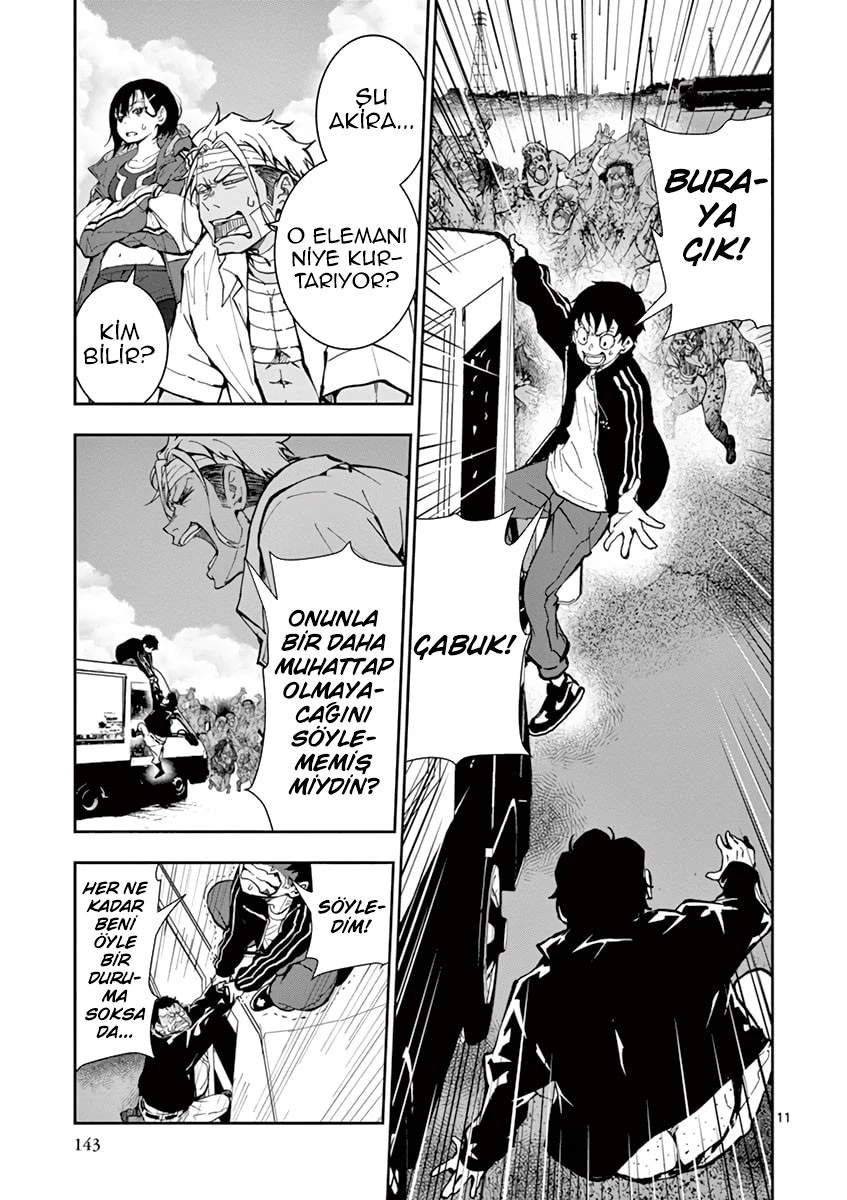 BURA-
YA
ÇIK!
ÇABUK!
ŞU
AKİRA...
O ELEMANI
NİYE KUR-
TARIYOR?
KİM
BİLİR?
ONUNLA
BİR DAHA
MUHATTAP
OLMAYA-
CAĞINI
SÖYLE-
MEMİŞ
MİYDİN?
SÖYLE-
DİM!
HER NE
KADAR
BENİ
ÖYLE
BİR
DURU-
MA
SOKSA
DA...
11
143